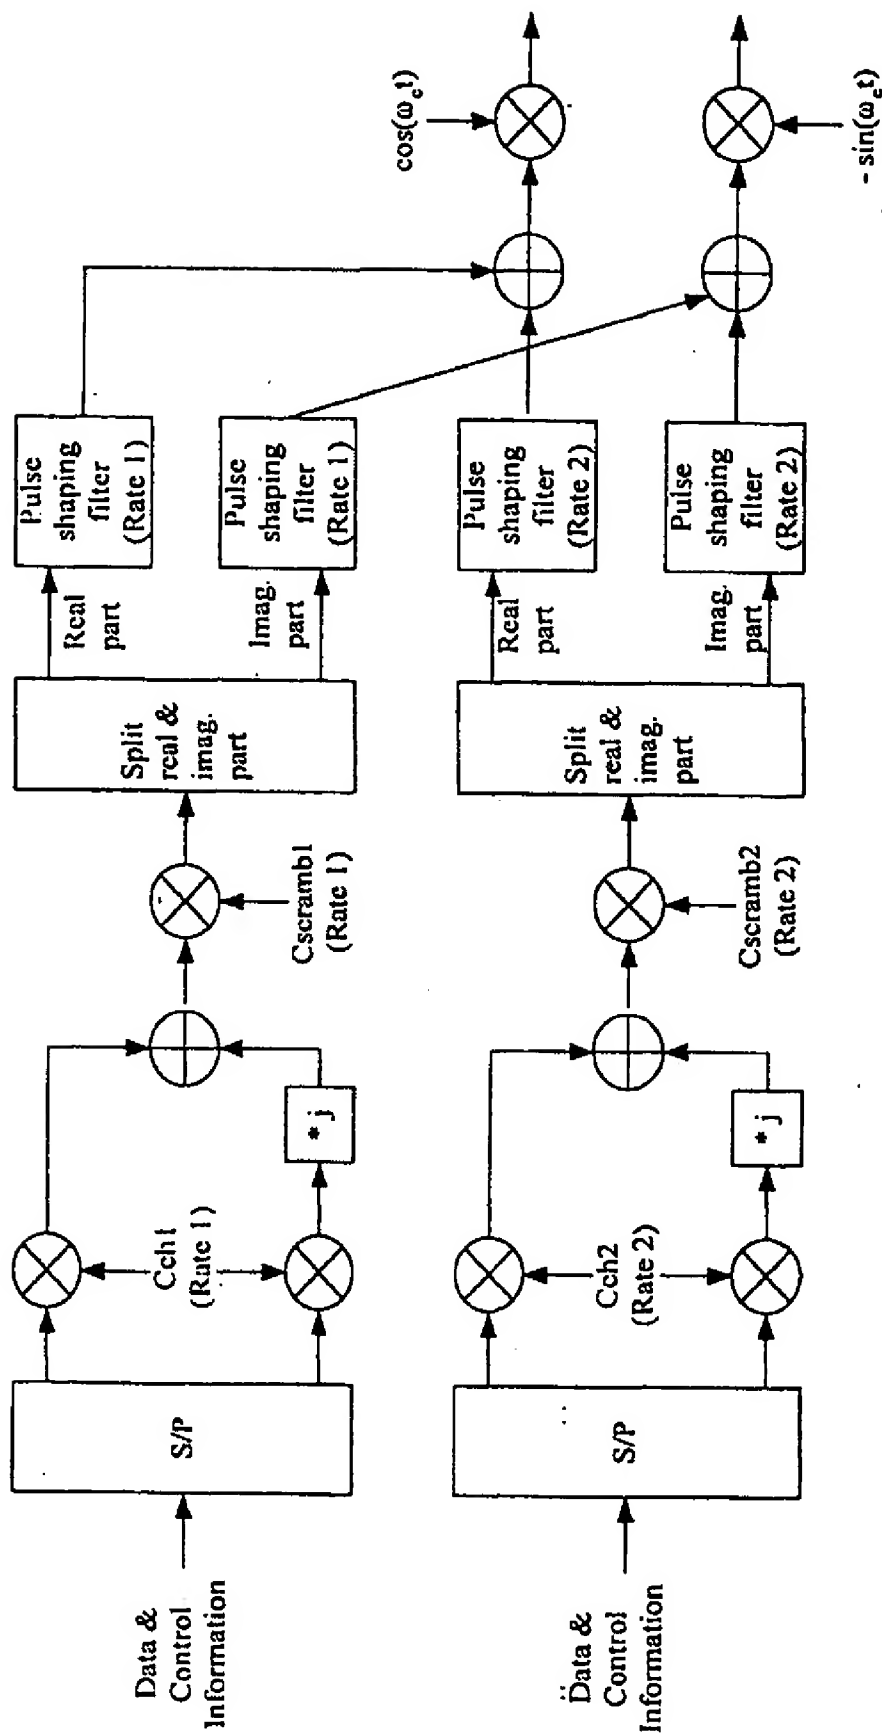 Data &
Control
Information
S/P
Cch1
(Rate 1)
* j
Cscramb1
(Rate 1)
Split
real &
imag.
part
Real
part
Imag.
part
Pulse
shaping
filter
(Rate 1)
Pulse
shaping
filter
(Rate 1)
Data &
Control
Information
S/P
Cch2
(Rate 2)
* j
Cscramb2
(Rate 2)
Split
real &
imag.
part
Real
part
Imag.
part
Pulse
shaping
filter
(Rate 2)
Pulse
shaping
filter
(Rate 2)
cos(ω_c t)
- sin(ω_c t)